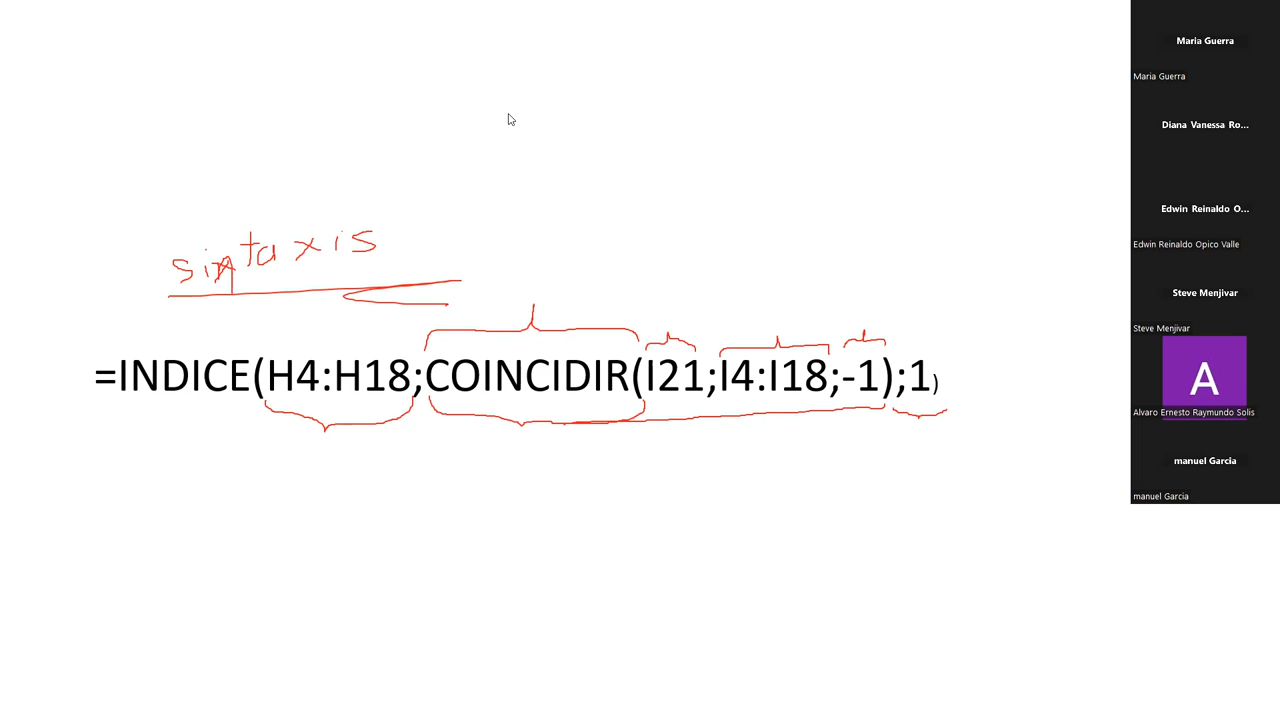 sintaxis
=INDICE(H4:H18;COINCIDIR(I21;I4:I18;-1);1)
Maria Guerra
Maria Guerra
Diana Vanessa Ro...
Edwin Reinaldo O...
Edwin Reinaldo Opico Valle
Steve Menjivar
Steve Menjivar
A
Alvaro Ernesto Raymundo Solis
manuel Garcia
manuel Garcia